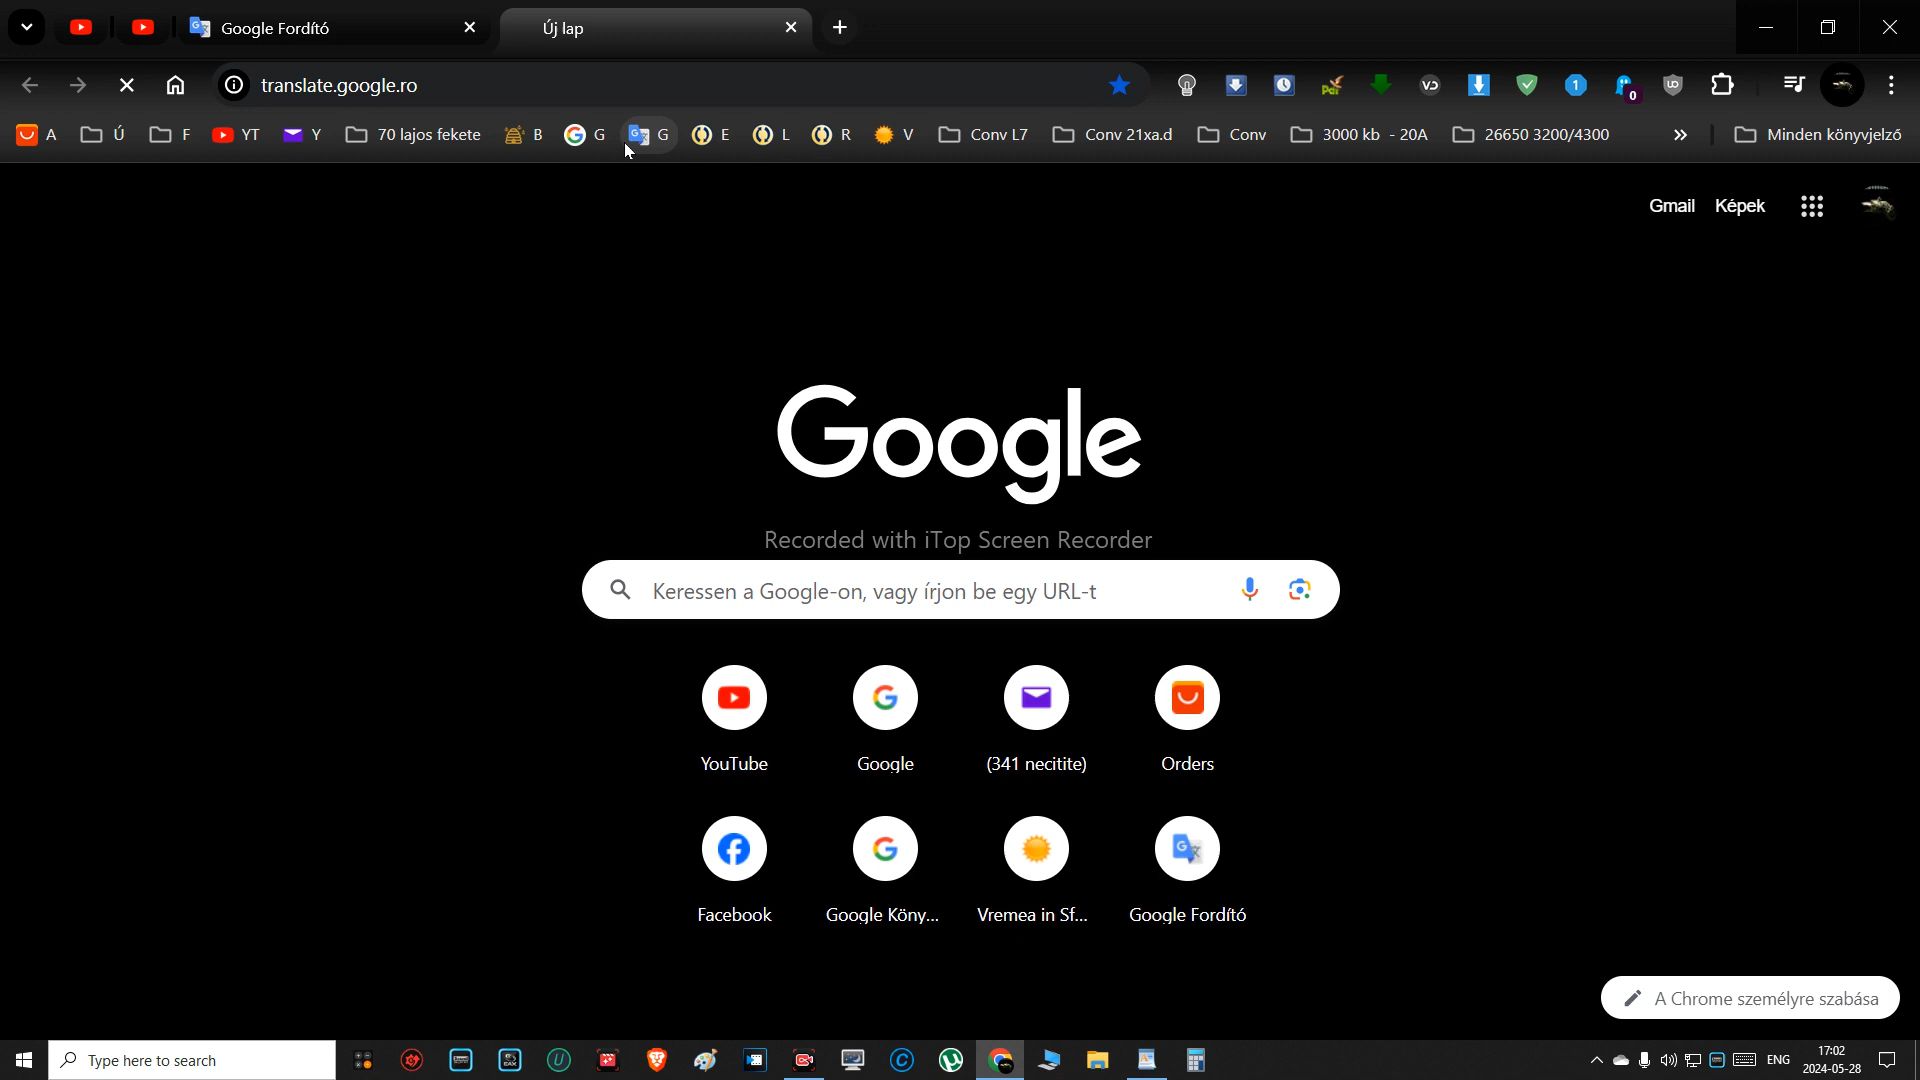 Google Fordító
Új lap
translate.google.ro
A
Ú
F
YT
Y
70 lajos fekete
B
G
G
E
L
R
V
Conv L7
Conv 21xa.d
Conv
3000 kb - 20A
26650 3200/4300
»
Minden könyvjelző
Gmail
Képek
Google
Recorded with iTop Screen Recorder
Keressen a Google-on, vagy írjon be egy URL-t
YouTube
Google
(341 necitite)
Orders
Facebook
Google Köny...
Vremea in Sf...
Google Fordító
A Chrome személyre szabása
Type here to search
ENG
17:02
2024-05-28